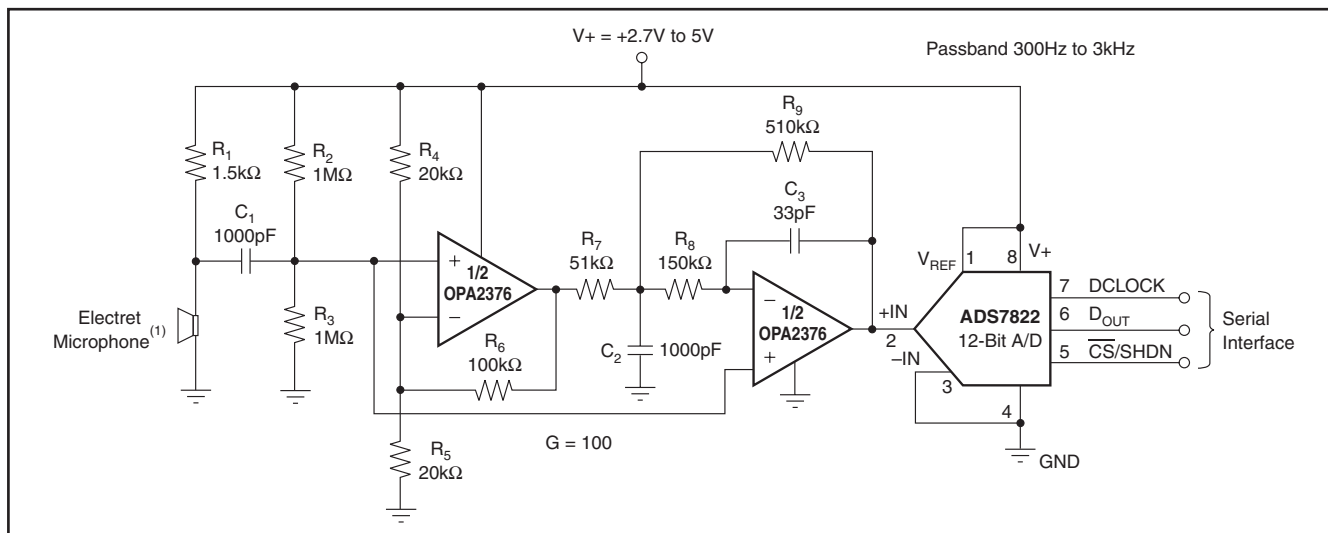 V+ = +2.7V to 5V
Passband 300Hz to 3kHz
R9
510kΩ
R1
1.5kΩ
R2
1MΩ
R4
20kΩ
C3
33pF
C1
1000pF
R7
51kΩ
R8
150kΩ
VREF
1
8
V+
+
1/2
OPA2376
−
−
1/2
OPA2376
+
7
DCLOCK
+IN
2
ADS7822
12-Bit A/D
6
DOUT
Serial
Interface
Electret
Microphone(1)
R3
1MΩ
R6
100kΩ
C2
1000pF
−IN
3
5
CS/SHDN
4
R5
20kΩ
G = 100
GND